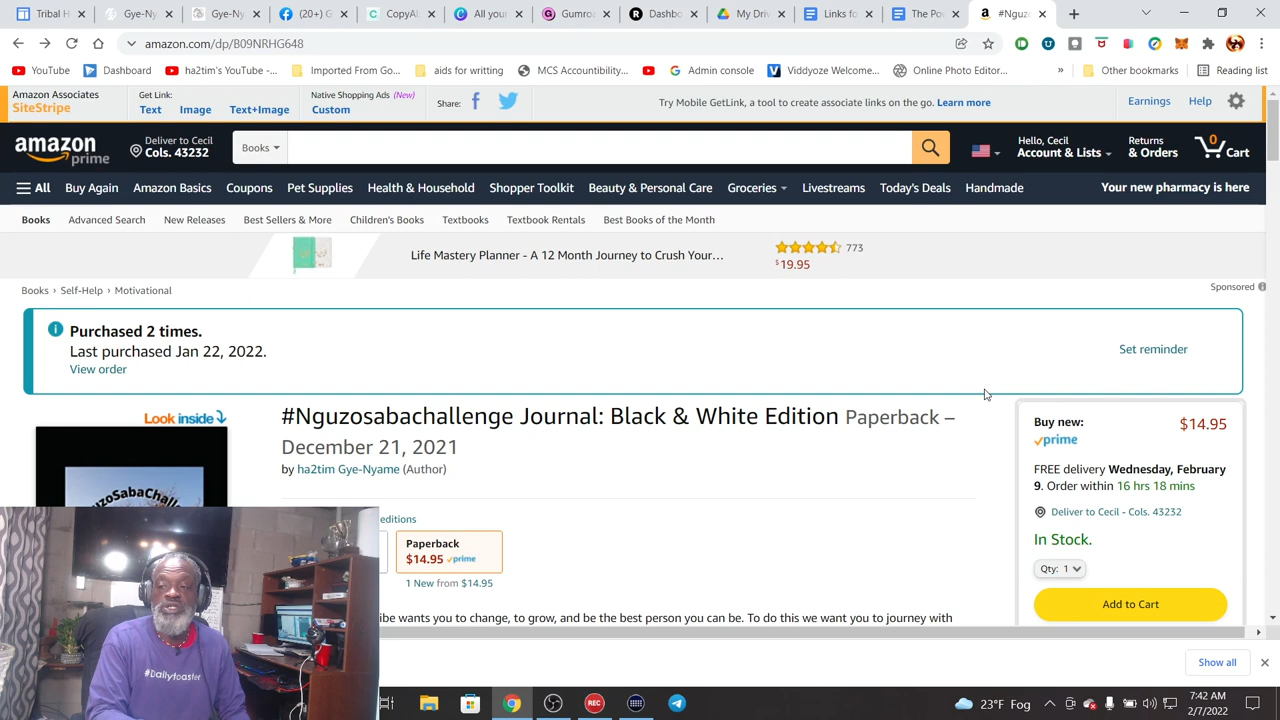 Tribal H
Gye-Ny
Gye-Ny
(20+) G
CopyAI
All your
Gumroa
Dashbo
My Driv
Links fo
The Po
#Nguz
amazon.com/dp/B09NRHG648
YouTube
Dashboard
ha2tim's YouTube -...
Imported From Go...
aids for writting
MCS Accountibility...
Admin console
Viddyoze Welcome...
Online Photo Editor...
»
Other bookmarks
Reading list
Amazon Associates
SiteStripe
Get Link:
Text
Image
Text+Image
Native Shopping Ads (New)
Custom
Share:
Try Mobile GetLink, a tool to create associate links on the go. Learn more
Earnings
Help
amazon
prime
Deliver to Cecil
Cols. 43232
Books
Hello, Cecil
Account & Lists
Returns
& Orders
0
Cart
All
Buy Again
Amazon Basics
Coupons
Pet Supplies
Health & Household
Shopper Toolkit
Beauty & Personal Care
Groceries
Livestreams
Today's Deals
Handmade
Your new pharmacy is here
Books
Advanced Search
New Releases
Best Sellers & More
Children's Books
Textbooks
Textbook Rentals
Best Books of the Month
Life Mastery Planner - A 12 Month Journey to Crush Your…
773
$19.95
Sponsored
Books › Self-Help › Motivational
Purchased 2 times.
Last purchased Jan 22, 2022.
View order
Set reminder
Look inside
#Nguzosabachallenge Journal: Black & White Edition Paperback –
December 21, 2021
by ha2tim Gye-Nyame (Author)
editions
Paperback
$14.95 prime
1 New from $14.95
ibe wants you to change, to grow, and be the best person you can be. To do this we want you to journey with
Buy new:
$14.95
prime
FREE delivery Wednesday, February
9. Order within 16 hrs 18 mins
Deliver to Cecil - Cols. 43232
In Stock.
Qty: 1
Add to Cart
#Dailytoaster
Show all
REC
23°F Fog
7:42 AM
2/7/2022